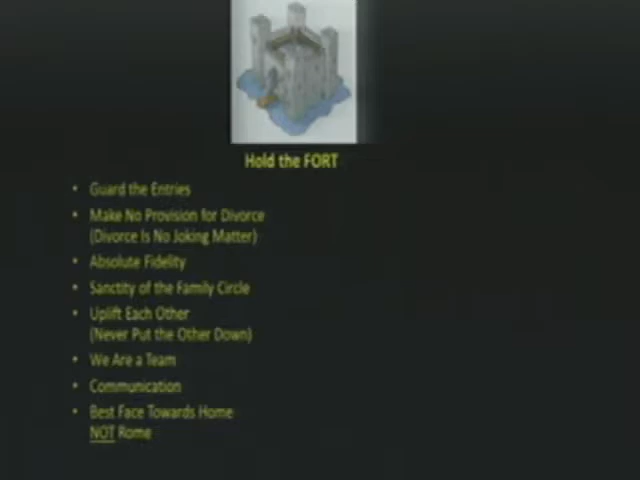 Hold the FORT
• Guard the Entries
• Make No Provision for Divorce
(Divorce Is No Joking Matter)
• Absolute Fidelity
• Sanctity of the Family Circle
• Uplift Each Other
(Never Put the Other Down)
• We Are a Team
• Communication
• Best Face Towards Home
NOT Rome